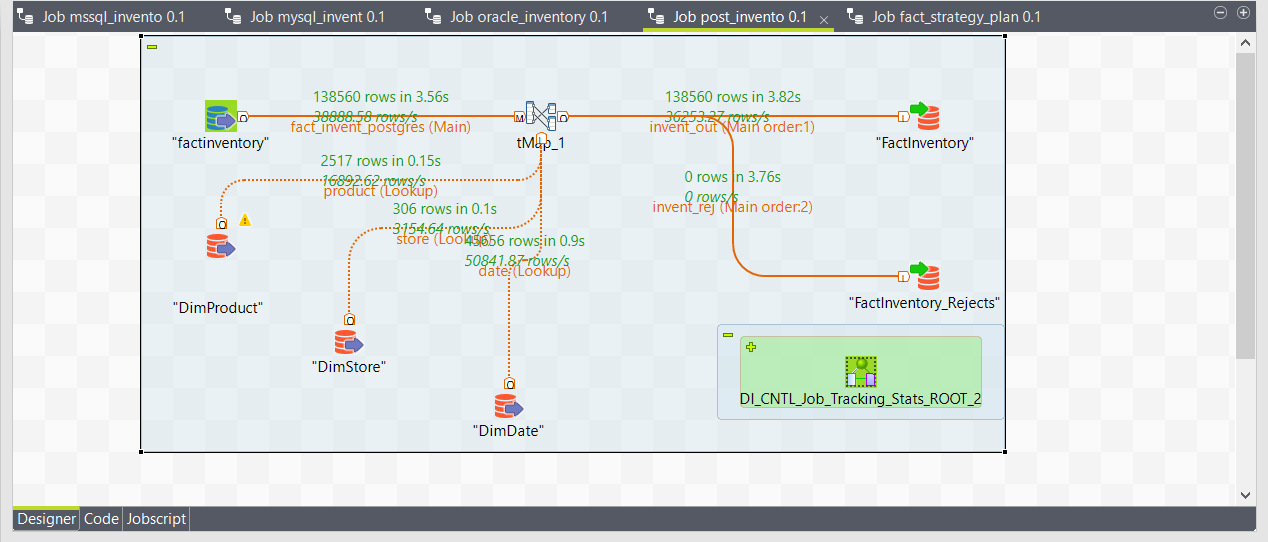 Job mssql_invento 0.1
Job mysql_invent 0.1
Job oracle_inventory 0.1
Job post_invento 0.1
Job fact_strategy_plan 0.1
138560 rows in 3.56s
38888.58 rows/s
fact_invent_postgres (Main)
"factinventory"
tMap_1
138560 rows in 3.82s
36253.27 rows/s
invent_out (Main order:1)
"FactInventory"
2517 rows in 0.15s
16892.62 rows/s
product (Lookup)
0 rows in 3.76s
0 rows/s
invent_rej (Main order:2)
306 rows in 0.1s
3154.64 rows/s
store (Lookup)
45656 rows in 0.9s
50841.87 rows/s
date (Lookup)
"DimProduct"
"FactInventory_Rejects"
"DimStore"
DI_CNTL_Job_Tracking_Stats_ROOT_2
"DimDate"
Designer
Code
Jobscript